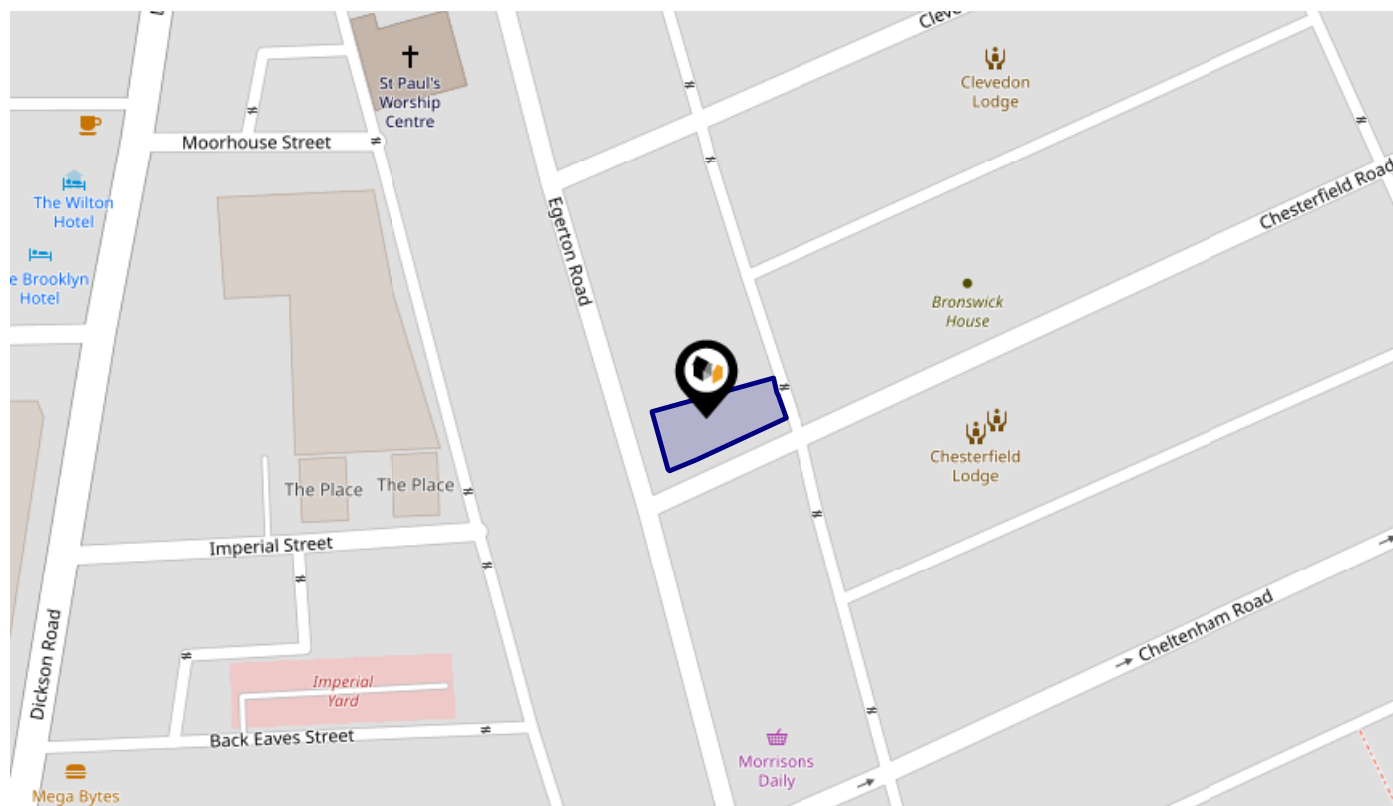 Cleve
St Paul's
Worship
Centre
Clevedon
Lodge
Moorhouse Street
The Wilton
Hotel
Chesterfield Road
Egerton Road
e Brooklyn
Hotel
Bronswick
House
Chesterfield
Lodge
The Place
The Place
Imperial Street
Cheltenham Road
Dickson Road
Imperial
Yard
Back Eaves Street
Morrisons
Daily
Mega Bytes